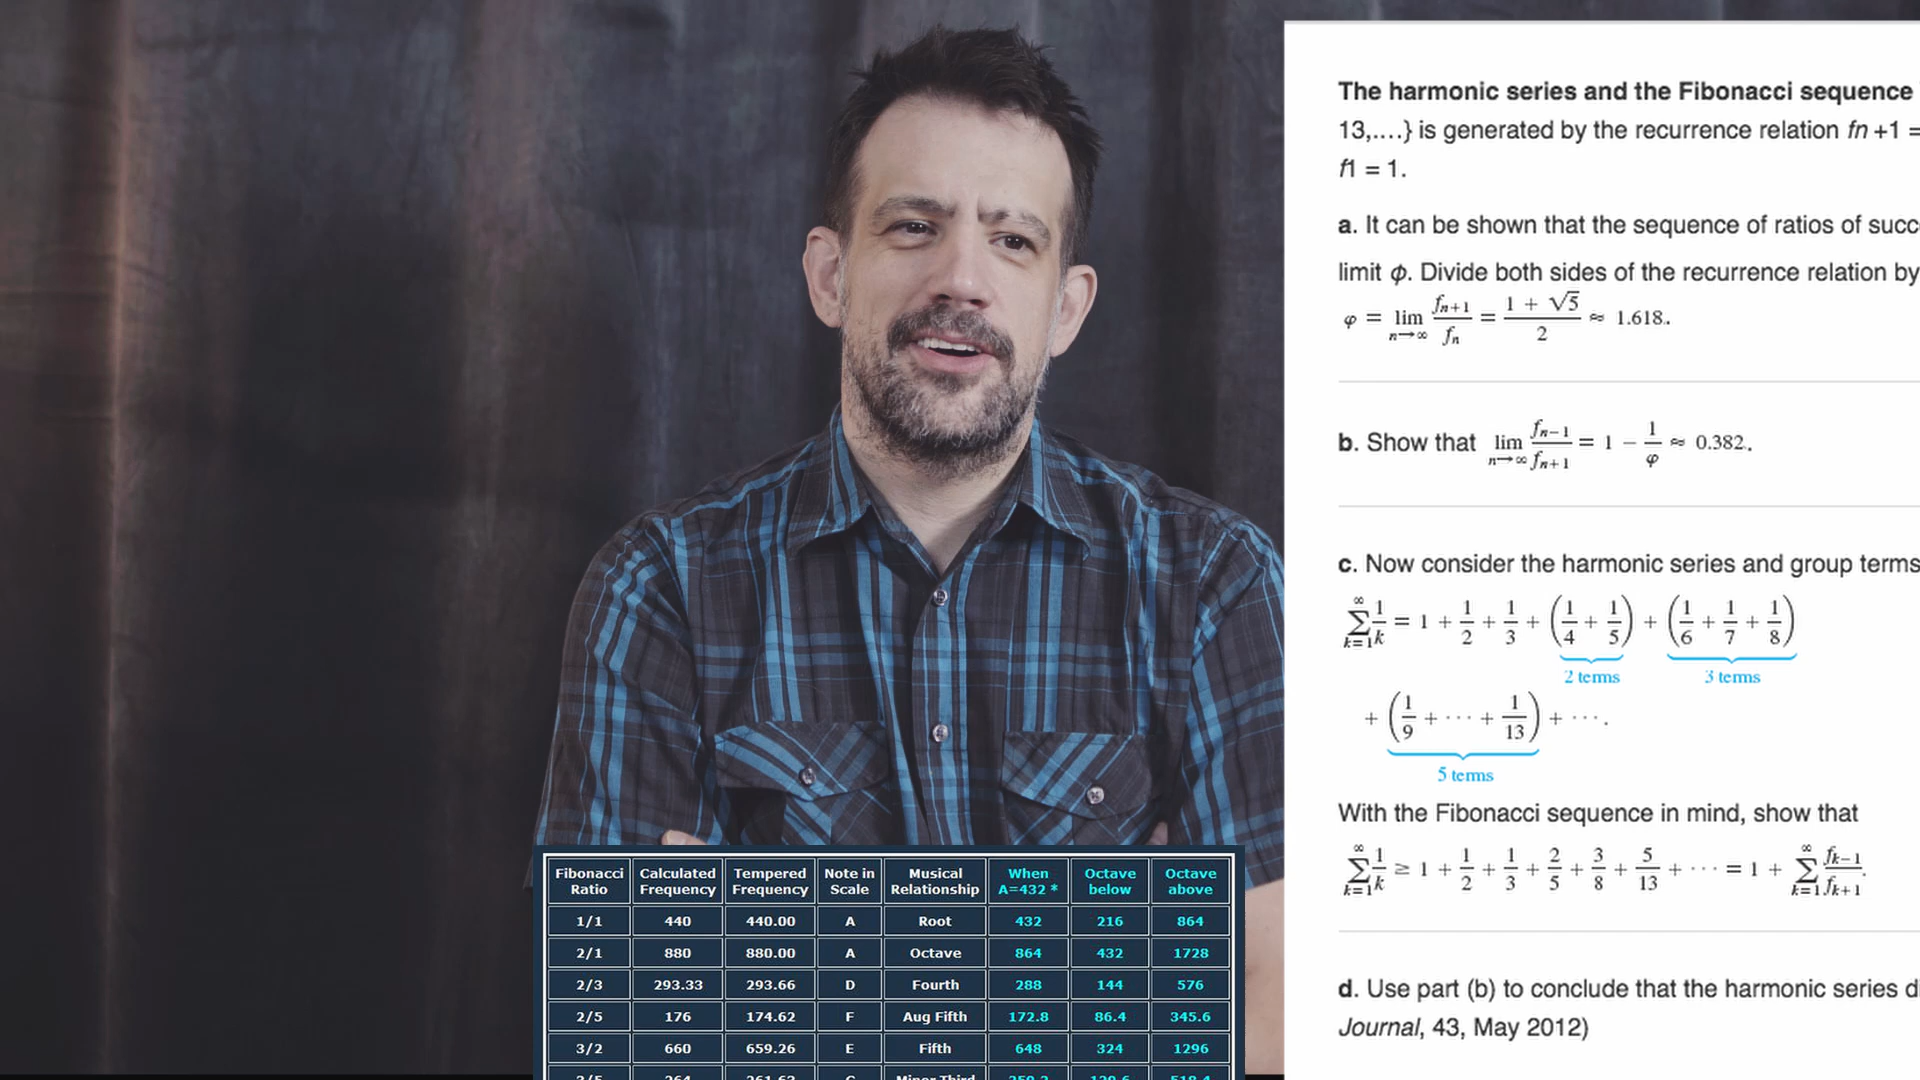 The harmonic series and the Fibonacci sequence
13,....} is generated by the recurrence relation fn +1 =
f1 = 1.
a. It can be shown that the sequence of ratios of succ
limit ϕ. Divide both sides of the recurrence relation by
φ = lim n→∞ fn+1 / fn = (1 + √5) / 2 ≈ 1.618..
b. Show that lim n→∞ fn−1 / fn+1 = 1 − 1/φ ≈ 0.382..
c. Now consider the harmonic series and group terms
∞ ∑ k=1 1/k = 1 + 1/2 + 1/3 + (1/4 + 1/5) + (1/6 + 1/7 + 1/8)
2 terms 3 terms
+ (1/9 + ··· + 1/13) + ··· .
5 terms
With the Fibonacci sequence in mind, show that
∞ ∑ k=1 1/k ≥ 1 + 1/2 + 1/3 + 2/5 + 3/8 + 5/13 + ··· = 1 + ∞ ∑ k=1 fk−1 / fk+1.
d. Use part (b) to conclude that the harmonic series d
Journal, 43, May 2012)
Fibonacci Ratio Calculated Frequency Tempered Frequency Note in Scale Musical Relationship When A=432 * Octave below Octave above
1/1 440 440.00 A Root 432 216 864
2/1 880 880.00 A Octave 864 432 1728
2/3 293.33 293.66 D Fourth 288 144 576
2/5 176 174.62 F Aug Fifth 172.8 86.4 345.6
3/2 660 659.26 E Fifth 648 324 1296